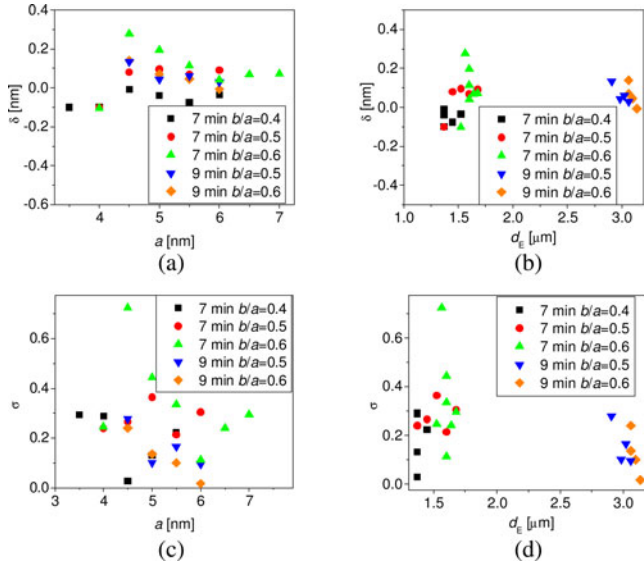 0.4
0.2
0.0
-0.2
-0.4
-0.6
δ [nm]
4 5 6 7
a [nm]
7 min b/a=0.4
7 min b/a=0.5
7 min b/a=0.6
9 min b/a=0.5
9 min b/a=0.6
(a)
0.4
0.2
0.0
-0.2
-0.4
δ [nm]
1.0 1.5 2.0 2.5 3.0
d_E [µm]
7 min b/a=0.4
7 min b/a=0.5
7 min b/a=0.6
9 min b/a=0.5
9 min b/a=0.6
(b)
0.6
0.4
0.2
0.0
σ
3 4 5 6 7
a [nm]
7 min b/a=0.4
7 min b/a=0.5
7 min b/a=0.6
9 min b/a=0.5
9 min b/a=0.6
(c)
0.6
0.4
0.2
0.0
σ
1.5 2.0 2.5 3.0
d_E [µm]
7 min b/a=0.4
7 min b/a=0.5
7 min b/a=0.6
9 min b/a=0.5
9 min b/a=0.6
(d)